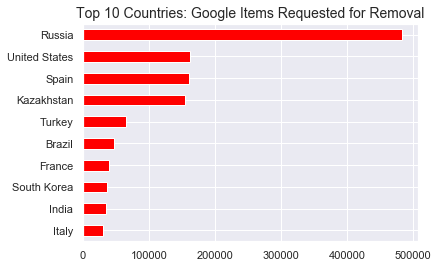 Top 10 Countries: Google Items Requested for Removal
Russia
United States
Spain
Kazakhstan
Turkey
Brazil
France
South Korea
India
Italy
0 100000 200000 300000 400000 500000